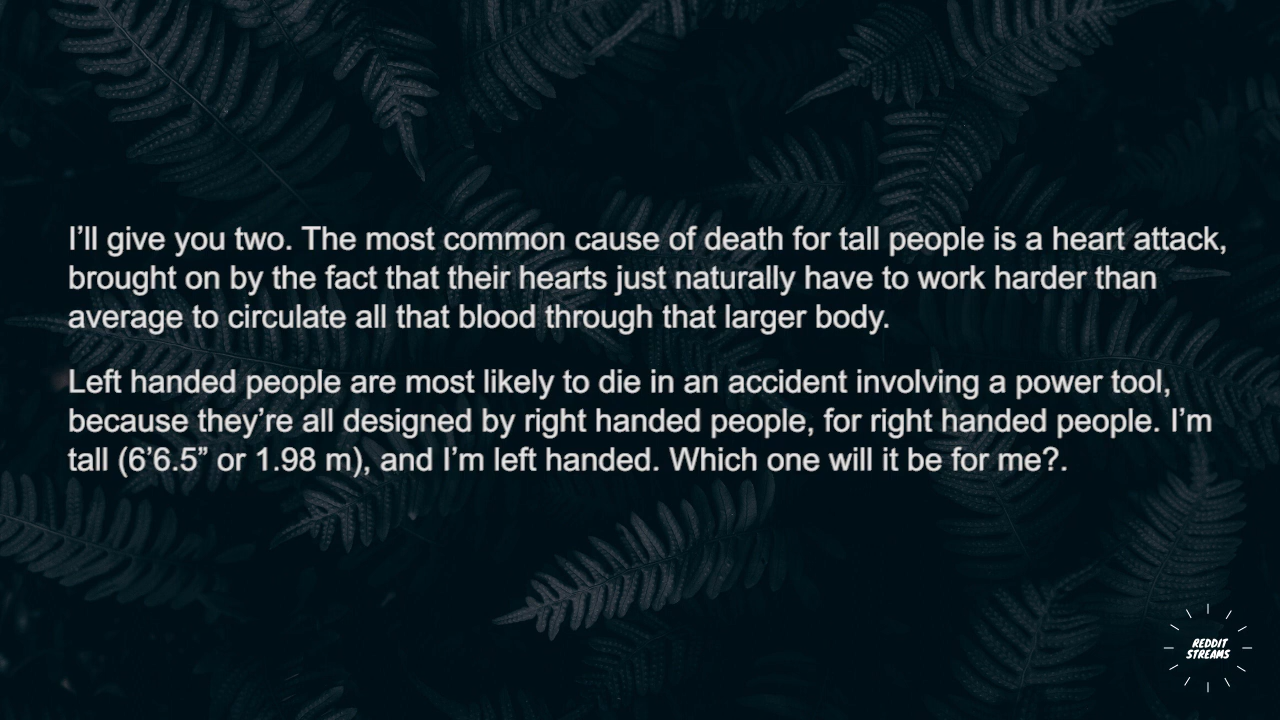 I’ll give you two. The most common cause of death for tall people is a heart attack,
brought on by the fact that their hearts just naturally have to work harder than
average to circulate all that blood through that larger body.
Left handed people are most likely to die in an accident involving a power tool,
because they’re all designed by right handed people, for right handed people. I’m
tall (6’6.5” or 1.98 m), and I’m left handed. Which one will it be for me?.
REDDIT
STREAMS